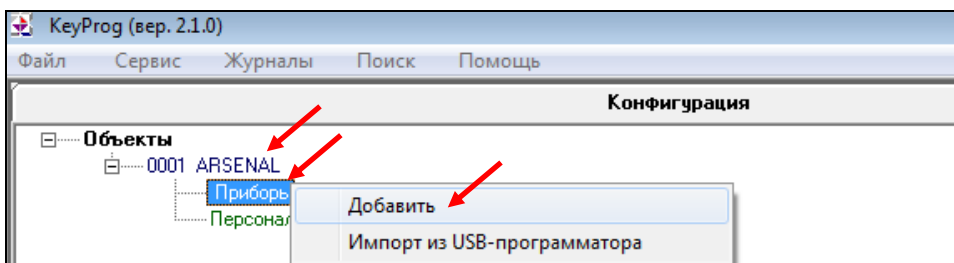 KeyProg (вер. 2.1.0)
Файл Сервис Журналы Поиск Помощь
Конфигурация
Объекты
0001 ARSENAL
Приборы
Добавить
Персонал
Импорт из USB-программатора